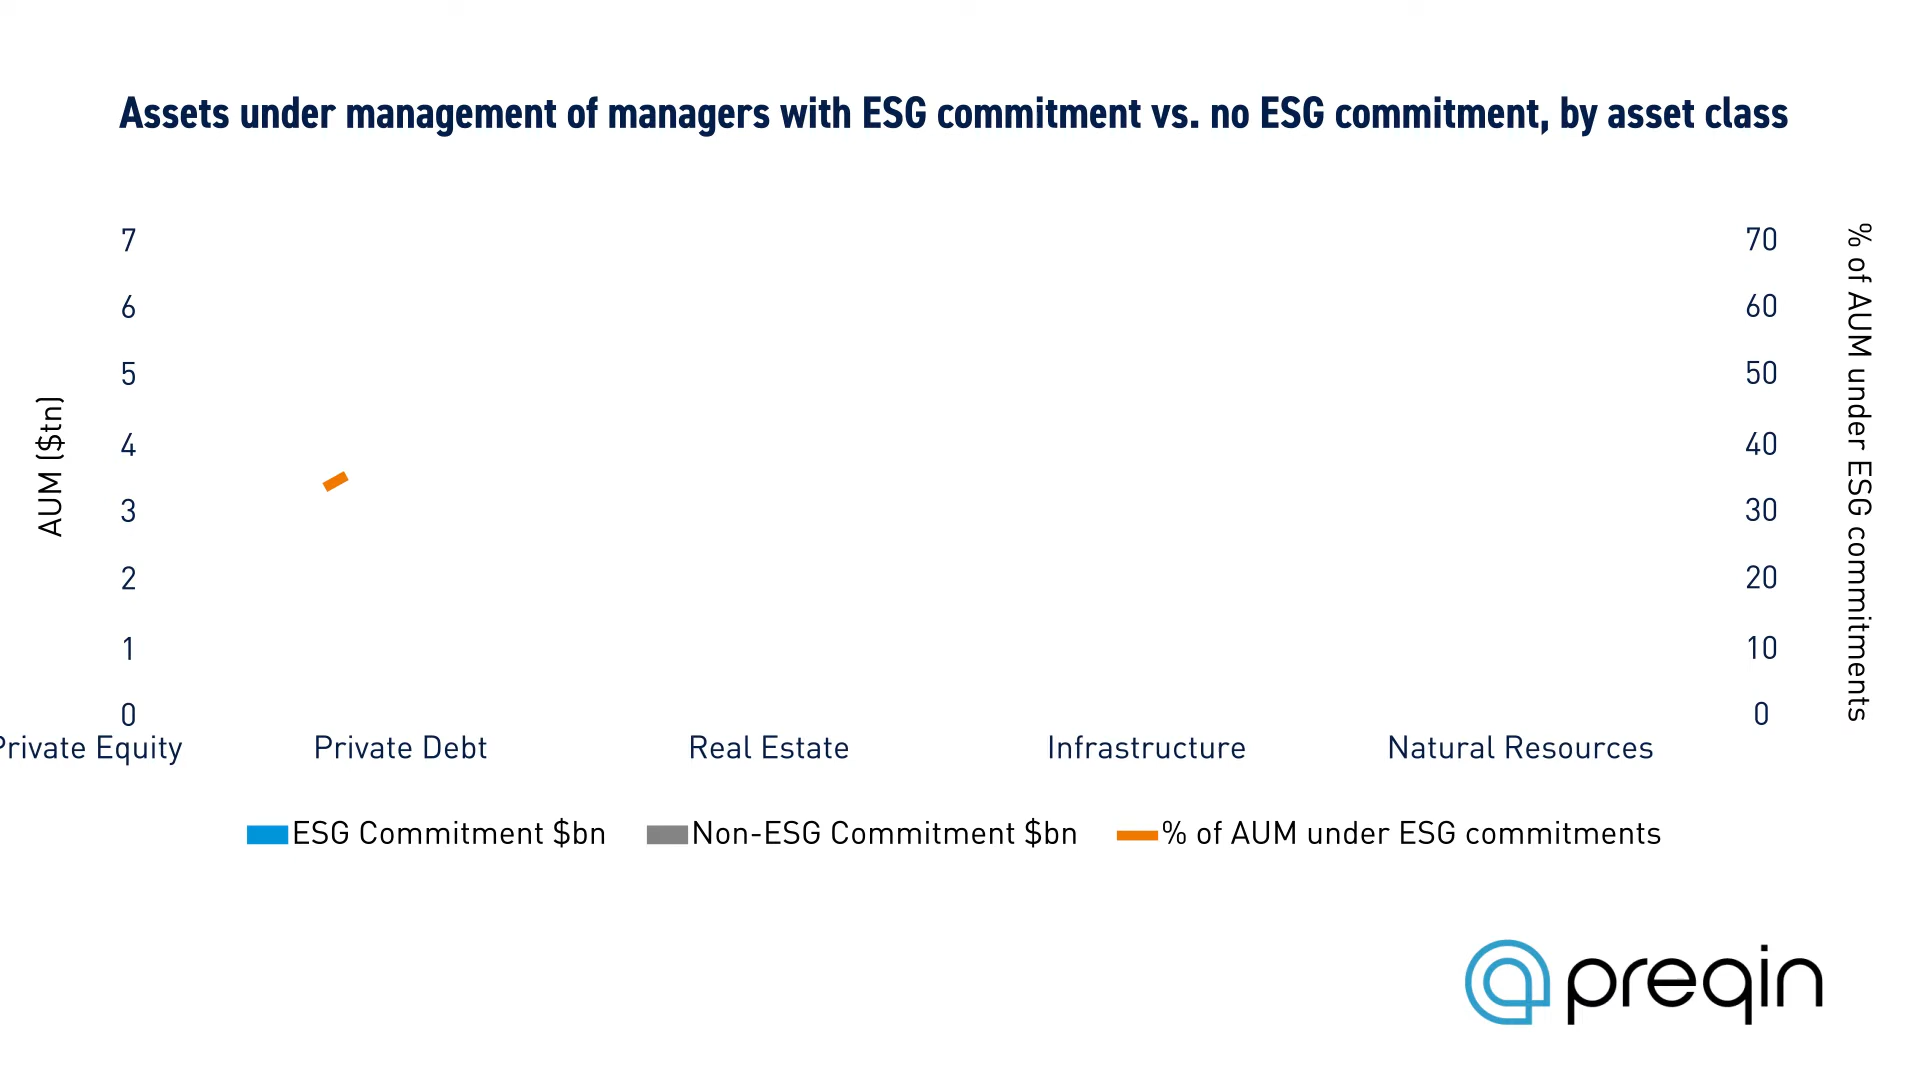 Assets under management of managers with ESG commitment vs. no ESG commitment, by asset class
7
6
5
4
3
2
1
0
AUM ($tn)
70
60
50
40
30
20
10
0
% of AUM under ESG commitments
Private Equity
Private Debt
Real Estate
Infrastructure
Natural Resources
ESG Commitment $bn
Non-ESG Commitment $bn
% of AUM under ESG commitments
preqin